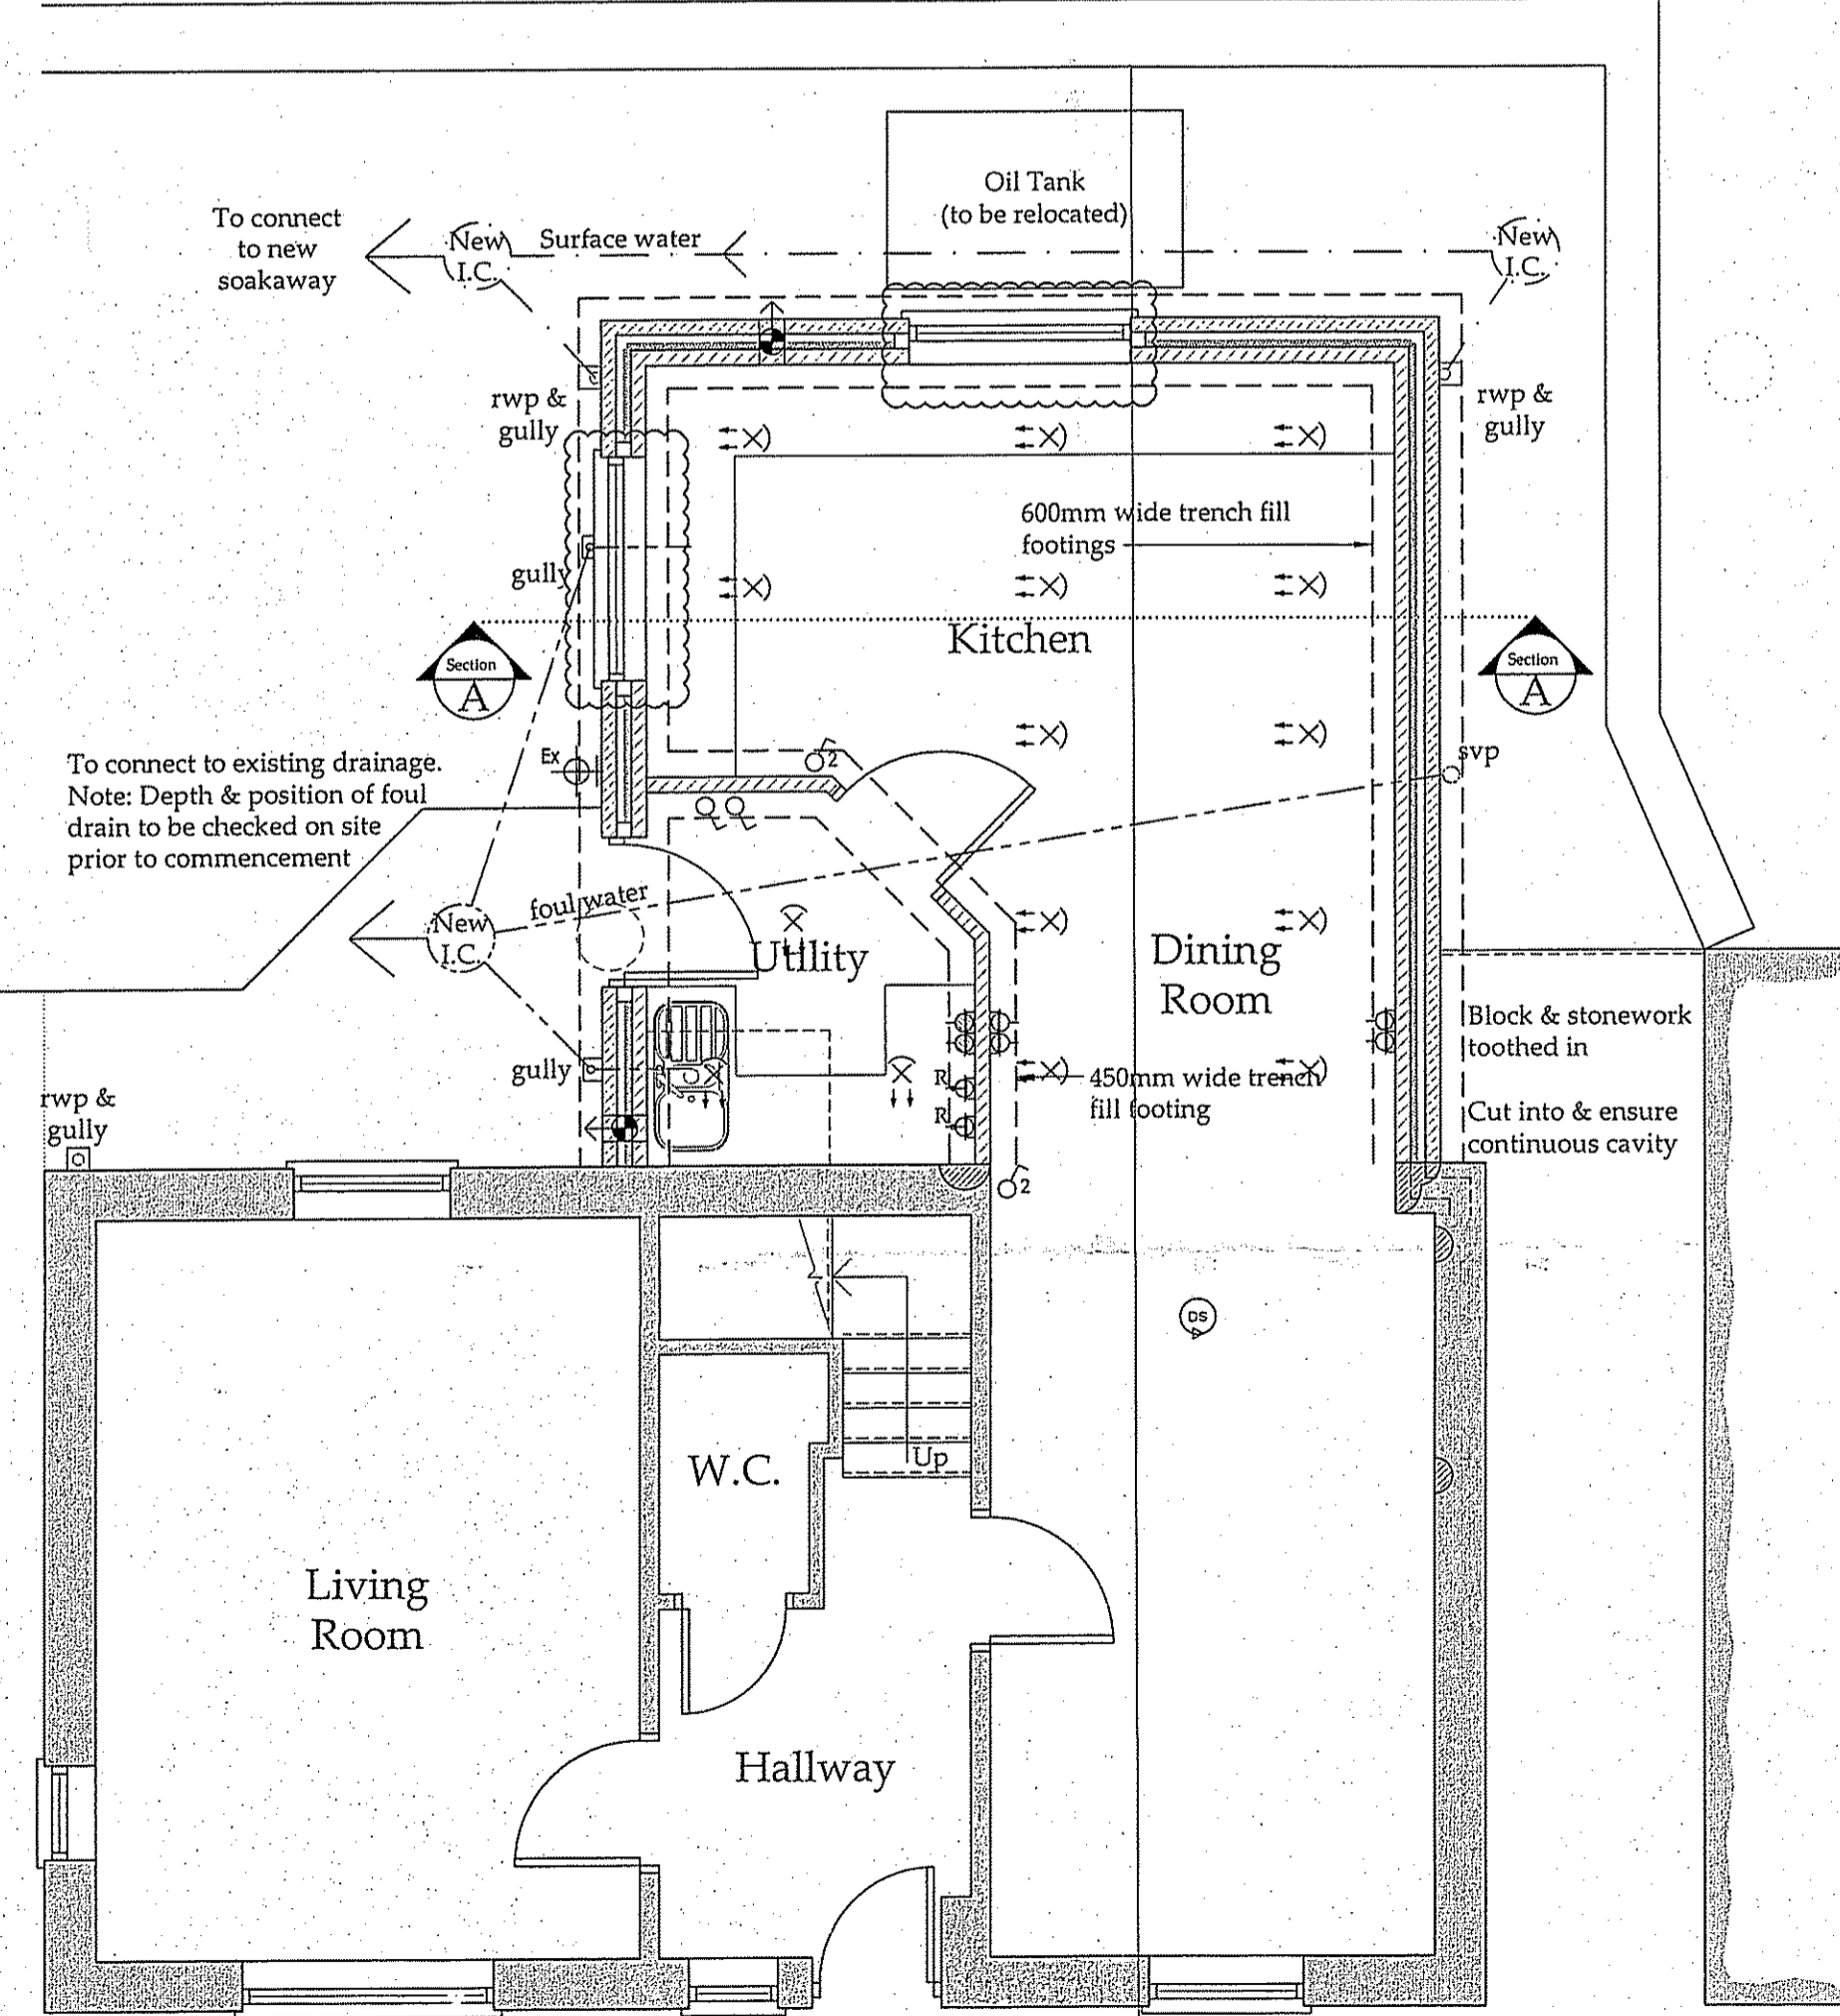 Oil Tank
(to be relocated)
To connect
to new
soakaway
New
I.C.
Surface water
New
I.C.
rwp &
gully
rwp &
gully
600mm wide trench fill
footings
gully
Kitchen
Section
A
Section
A
svp
To connect to existing drainage.
Note: Depth & position of foul
drain to be checked on site
prior to commencement
Ex
2
foul water
New
I.C.
Utility
Dining
Room
Block & stonework
toothed in
gully
R
R
450mm wide trench
fill footing
Cut into & ensure
continuous cavity
rwp &
gully
2
DS
Up
W.C.
Living
Room
Hallway